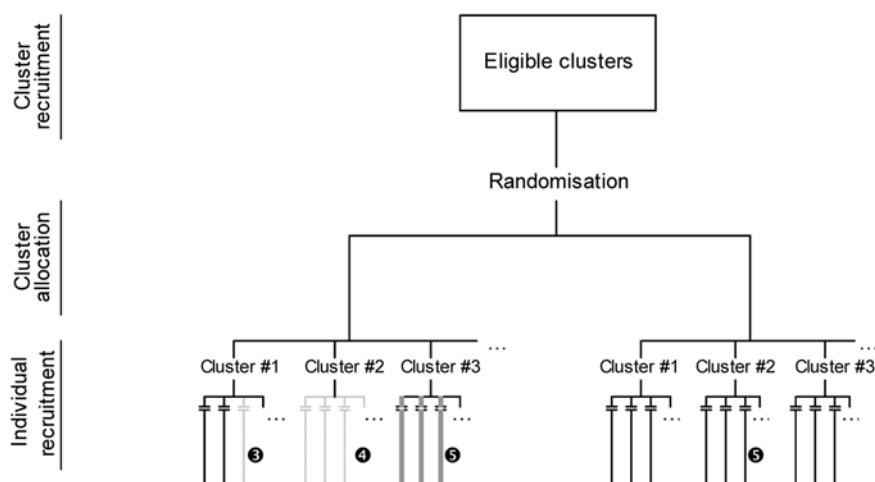 Cluster
recruitment
Eligible clusters
Randomisation
Cluster
allocation
Individual
recruitment
...
...
Cluster #1
Cluster #2
Cluster #3
Cluster #1
Cluster #2
Cluster #3
...
...
...
...
...
...
❸
❹
❺
❺